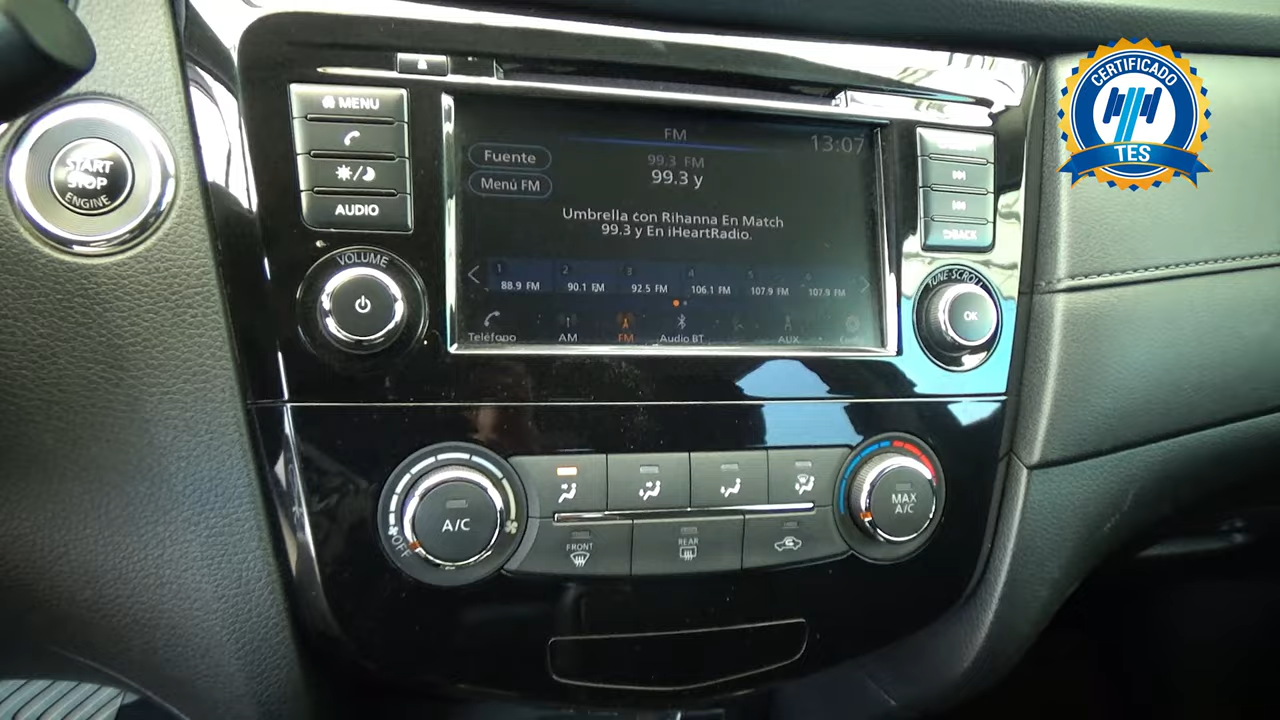 CERTIFICADO
TES
START
STOP
ENGINE
MENU
AUDIO
VOLUME
FM
13:07
Fuente
Menú FM
99.3 FM
99.3 y
Umbrella con Rihanna En Match
99.3 y En iHeartRadio.
1 2 3 4 5 6
88.9 FM 90.1 FM 92.5 FM 106.1 FM 107.9 FM 107.9 FM
Teléfono AM FM Audio BT AUX
BACK
TUNE·SCROLL
OK
A/C
OFF
FRONT
REAR
MAX
A/C